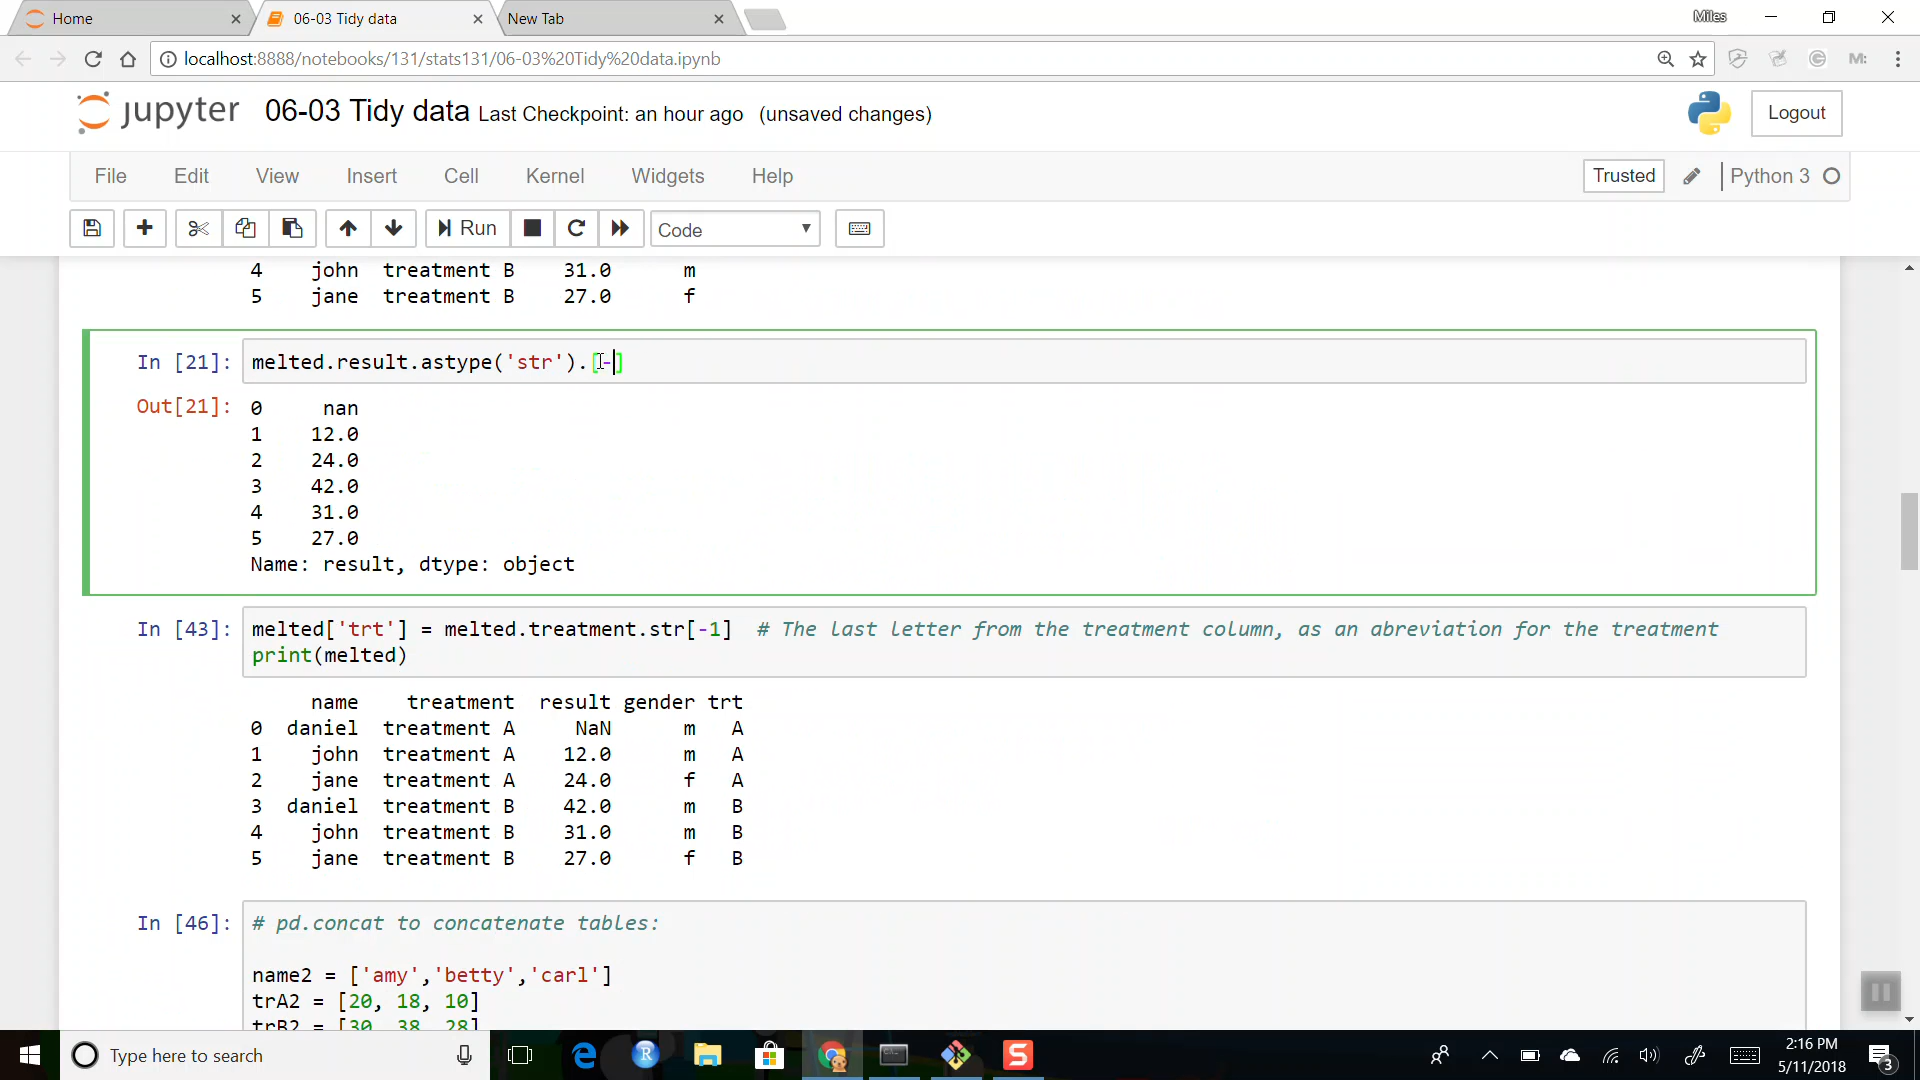 Home
06-03 Tidy data
New Tab
Miles
localhost:8888/notebooks/131/stats131/06-03%20Tidy%20data.ipynb
jupyter 06-03 Tidy data Last Checkpoint: an hour ago (unsaved changes)
Logout
File Edit View Insert Cell Kernel Widgets Help
Trusted Python 3
Run Code
4 john treatment B 31.0 m
5 jane treatment B 27.0 f
In [21]: melted.result.astype('str').[-]
Out[21]: 0 nan
1 12.0
2 24.0
3 42.0
4 31.0
5 27.0
Name: result, dtype: object
In [43]: melted['trt'] = melted.treatment.str[-1]  # The last letter from the treatment column, as an abreviation for the treatment
print(melted)
name treatment result gender trt
0 daniel treatment A NaN m A
1 john treatment A 12.0 m A
2 jane treatment A 24.0 f A
3 daniel treatment B 42.0 m B
4 john treatment B 31.0 m B
5 jane treatment B 27.0 f B
In [46]: # pd.concat to concatenate tables:
name2 = ['amy','betty','carl']
trA2 = [20, 18, 10]
trB2 = [30, 38, 28]
Type here to search
2:16 PM
5/11/2018
3